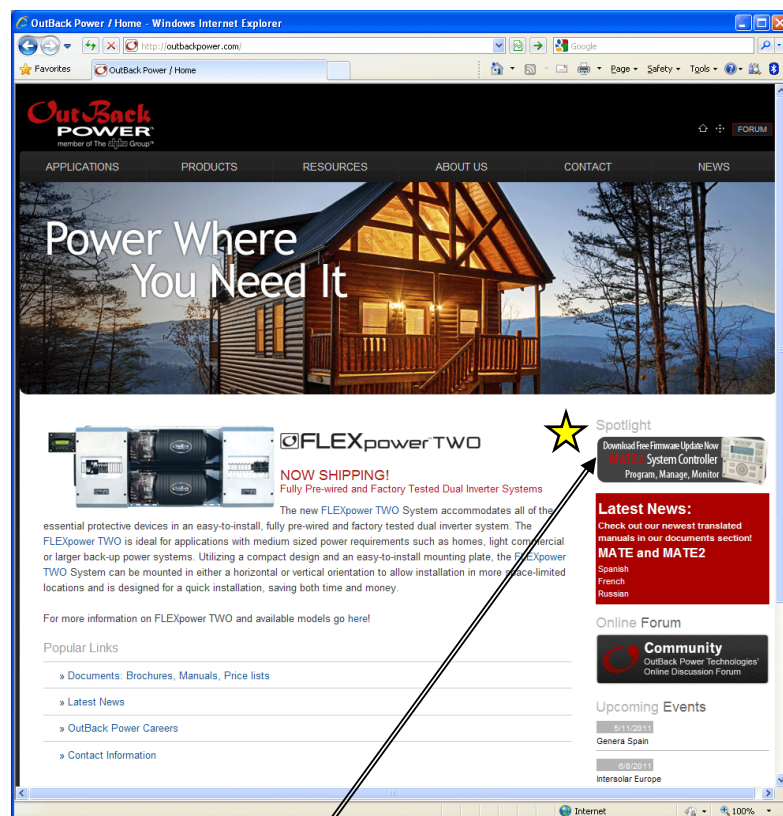 OutBack Power / Home - Windows Internet Explorer
http://outbackpower.com/
Google
Favorites
OutBack Power / Home
Page
Safety
Tools
OutBack
POWER
member of The alpha Group™
FORUM
APPLICATIONS PRODUCTS RESOURCES ABOUT US CONTACT NEWS
Power Where
You Need It
FLEXpower™TWO
NOW SHIPPING!
Fully Pre-wired and Factory Tested Dual Inverter Systems
The new FLEXpower TWO System accommodates all of the
essential protective devices in an easy-to-install, fully pre-wired and factory tested dual inverter system. The
FLEXpower TWO is ideal for applications with medium sized power requirements such as homes, light commercial
or larger back-up power systems. Utilizing a compact design and an easy-to-install mounting plate, the FLEXpower
TWO System can be mounted in either a horizontal or vertical orientation to allow installation in more space-limited
locations and is designed for a quick installation, saving both time and money.
For more information on FLEXpower TWO and available models go here!
Popular Links
» Documents: Brochures, Manuals, Price lists
» Latest News
» OutBack Power Careers
» Contact Information
Spotlight
Download Free Firmware Update Now
MATE3 System Controller
Program, Manage, Monitor
Latest News:
Check out our newest translated
manuals in our documents section!
MATE and MATE2
Spanish
French
Russian
Online Forum
Community
OutBack Power Technologies'
Online Discussion Forum
Upcoming Events
5/11/2011
Genera Spain
6/8/2011
Intersolar Europe
Internet
100%